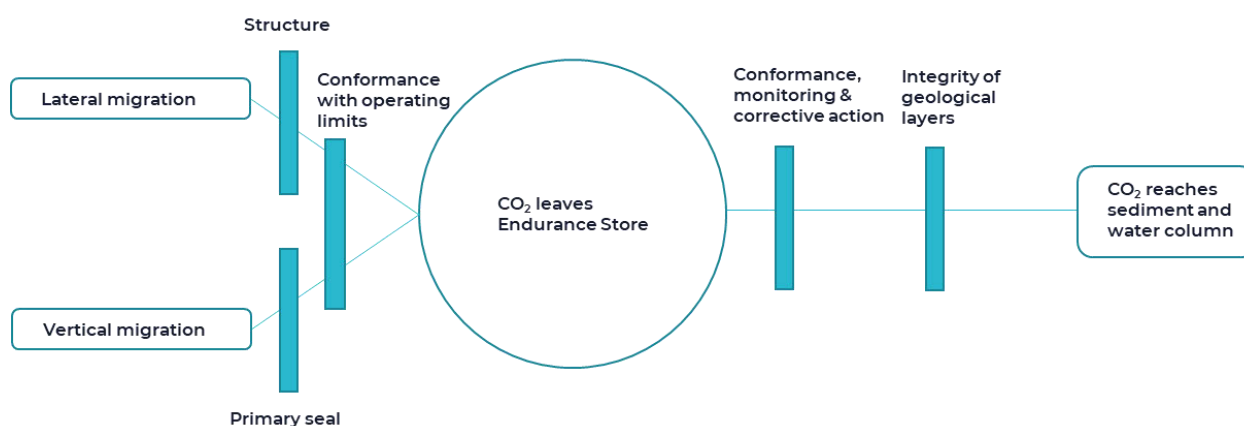 Structure
Lateral migration
Conformance
with operating
limits
Vertical migration
Primary seal
CO₂ leaves
Endurance Store
Conformance,
monitoring &
corrective action
Integrity of
geological
layers
CO₂ reaches
sediment and
water column